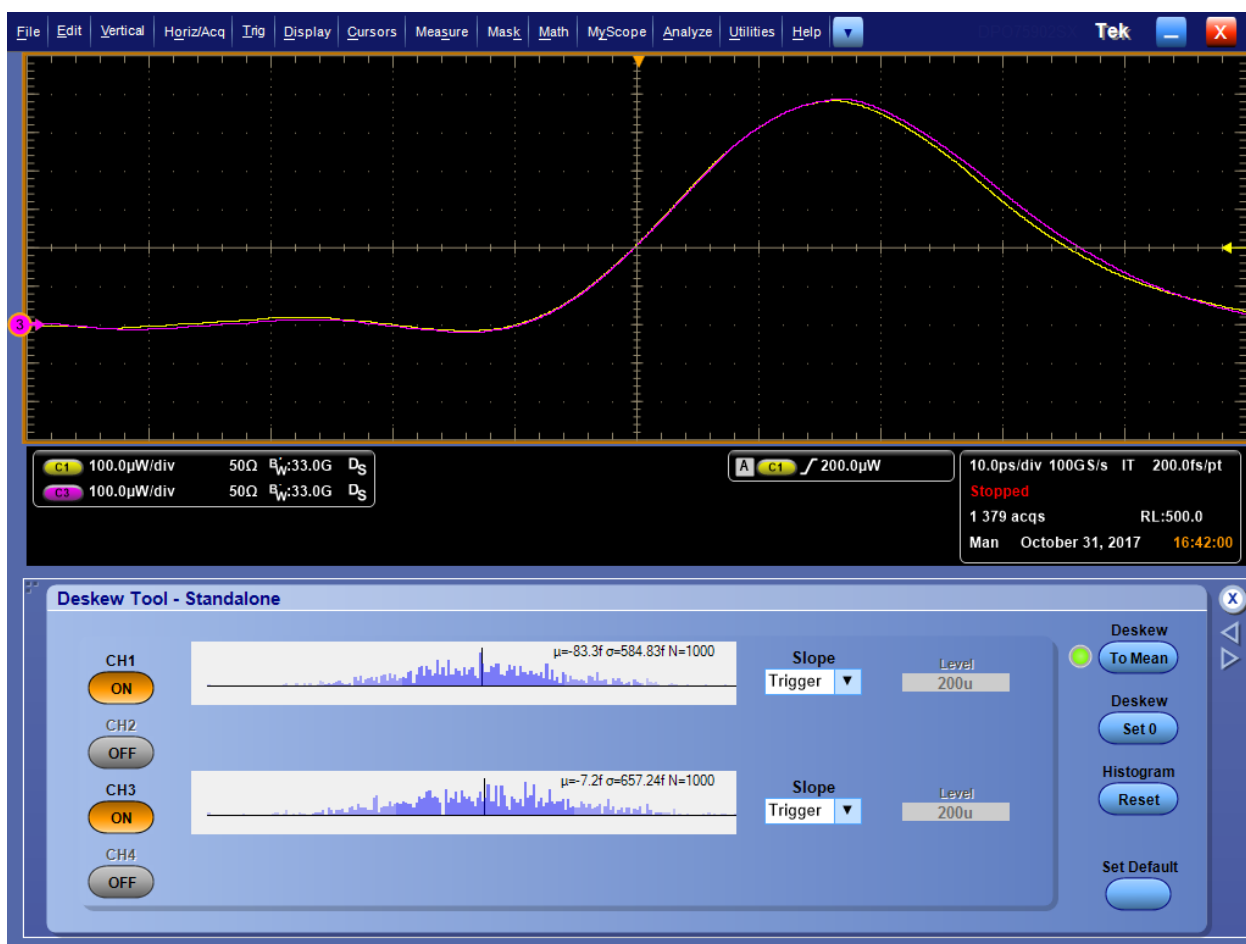 File Edit Vertical Horiz/Acq Trig Display Cursors Measure Mask Math MyScope Analyze Utilities Help Tek X
3
C1 100.0µW/div 50Ω BW:33.0G DS
C3 100.0µW/div 50Ω BW:33.0G DS
A C1 200.0µW
10.0ps/div 100GS/s IT 200.0fs/pt
Stopped
1 379 acqs RL:500.0
Man October 31, 2017 16:42:00
Deskew Tool - Standalone X
CH1
ON
µ=-83.3f σ=584.83f N=1000
Slope
Trigger
Level
200u
Deskew
To Mean
CH2
OFF
Deskew
Set 0
CH3
ON
µ=-7.2f σ=657.24f N=1000
Slope
Trigger
Level
200u
Histogram
Reset
CH4
OFF
Set Default